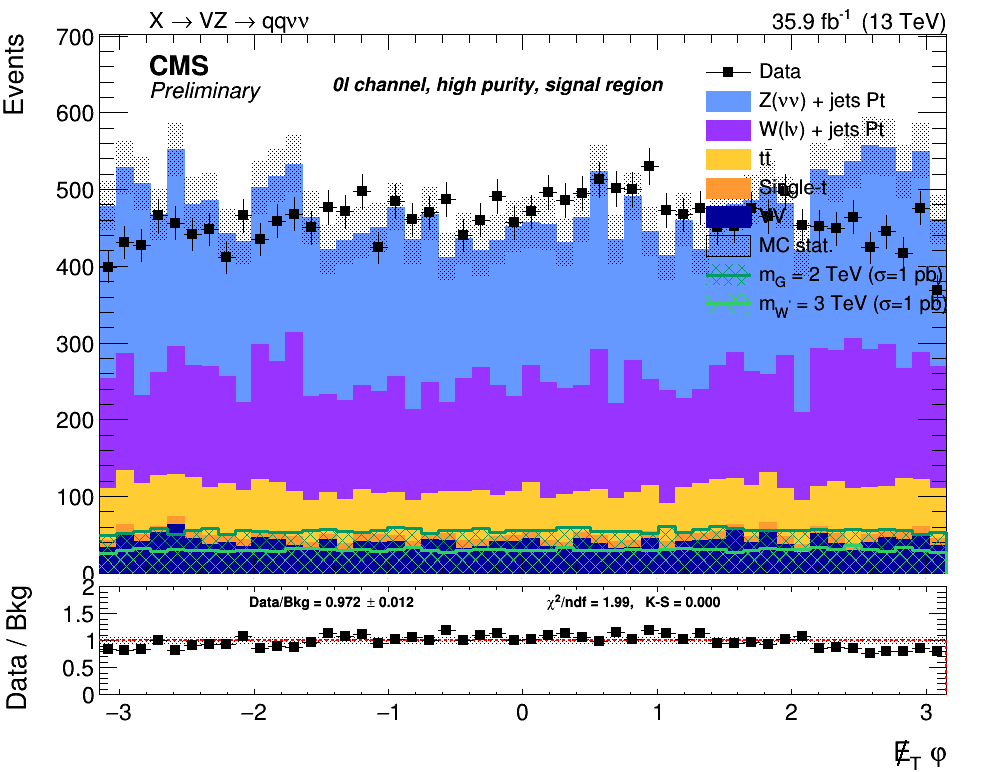 X → VZ → qqνν 35.9 fb⁻¹ (13 TeV)
Events
700
600
500
400
300
200
100
0
CMS
Preliminary
0l channel, high purity, signal region
Data
Z(νν) + jets Pt
W(lν) + jets Pt
tt̄
Single-t
VV
MC stat.
m_G = 2 TeV (σ=1 pb)
m_W' = 3 TeV (σ=1 pb)
Data / Bkg
2
1.5
1
0.5
0
Data/Bkg = 0.972 ± 0.012 χ²/ndf = 1.99, K-S = 0.000
−3 −2 −1 0 1 2 3
E̸_T φ